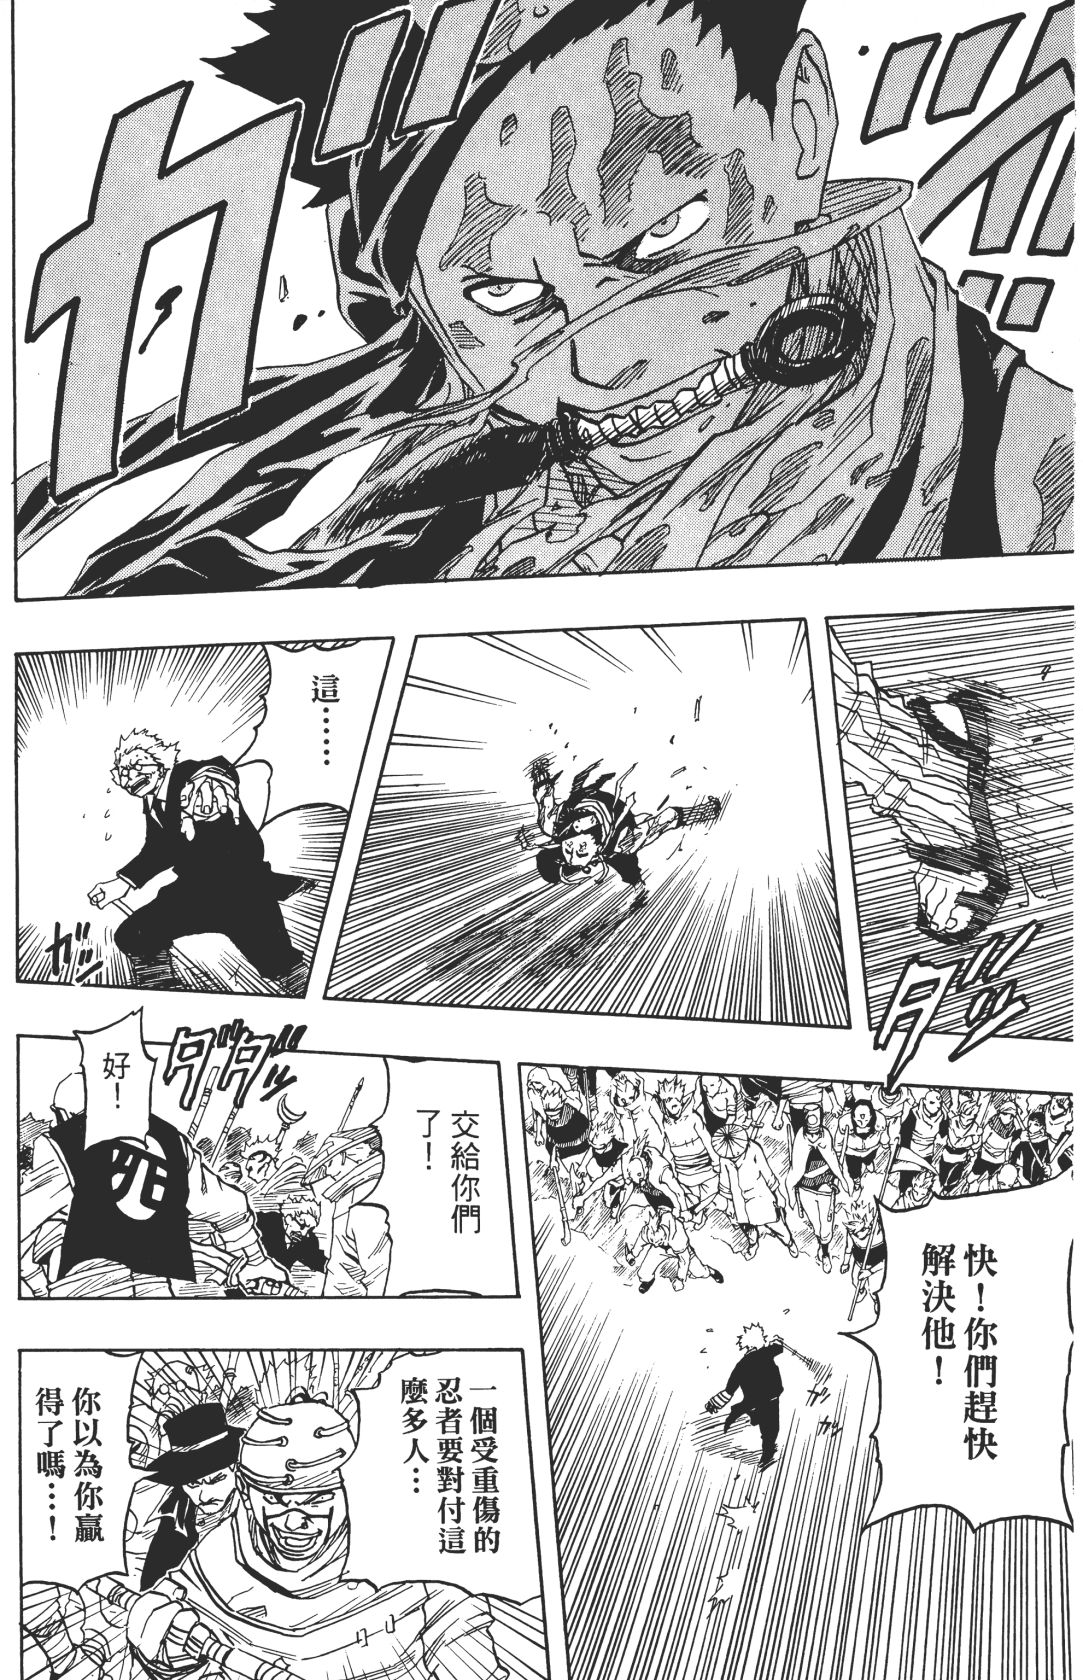 ガ
ダッ
這……
ガッ
快！你們趕快
解決他！
交給你們
了！
ダダッ
好！
一個受重傷的
忍者要對付這
麼多人…
你以為你贏
得了嗎……！